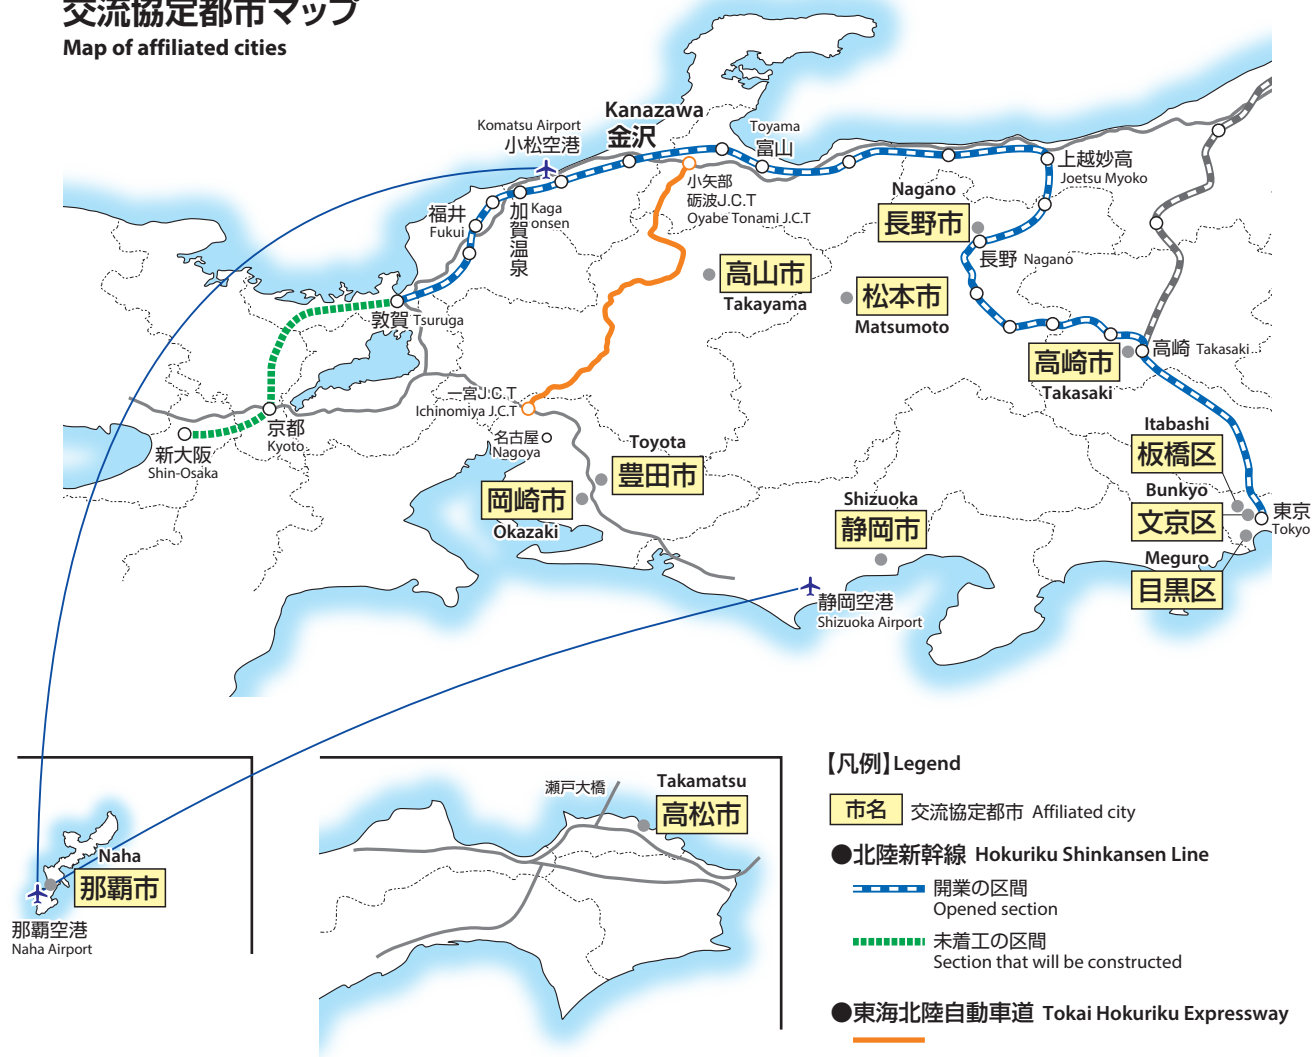 交流協定都市マップ
Map of affiliated cities
Kanazawa
金沢
Komatsu Airport
小松空港
Toyama
富山
上越妙高
Joetsu Myoko
小矢部
砺波J.C.T
Oyabe Tonami J.C.T
Nagano
長野市
長野 Nagano
福井
Fukui
加賀温泉
Kaga
onsen
高山市
Takayama
松本市
Matsumoto
敦賀 Tsuruga
高崎市
Takasaki
高崎 Takasaki
一宮J.C.T
Ichinomiya J.C.T
京都
Kyoto
新大阪
Shin-Osaka
名古屋
Nagoya
Toyota
豊田市
岡崎市
Okazaki
Shizuoka
静岡市
Itabashi
板橋区
Bunkyo
文京区
東京
Tokyo
Meguro
目黒区
静岡空港
Shizuoka Airport
Naha
那覇市
那覇空港
Naha Airport
瀬戸大橋
Takamatsu
高松市
【凡例】Legend
市名 交流協定都市 Affiliated city
●北陸新幹線 Hokuriku Shinkansen Line
開業の区間
Opened section
未着工の区間
Section that will be constructed
●東海北陸自動車道 Tokai Hokuriku Expressway